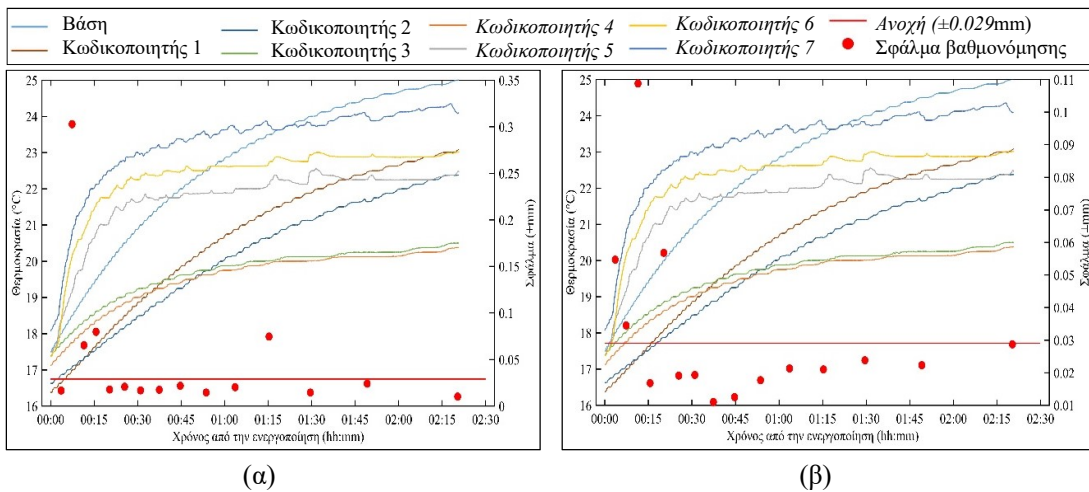 Βάση Κωδικοποιητής 2 Κωδικοποιητής 4 Κωδικοποιητής 6 Ανοχή (±0.029mm)
Κωδικοποιητής 1 Κωδικοποιητής 3 Κωδικοποιητής 5 Κωδικοποιητής 7 Σφάλμα βαθμονόμησης
25 24 23 22 21 20 19 18 17 16
Θερμοκρασία (°C)
0.35 0.3 0.25 0.2 0.15 0.1 0.05 0
Σφάλμα (±mm)
00:00 00:15 00:30 00:45 01:00 01:15 01:30 01:45 02:00 02:15 02:30
Χρόνος από την ενεργοποίηση (hh:mm)
(α)
25 24 23 22 21 20 19 18 17 16
Θερμοκρασία (°C)
0.11 0.1 0.09 0.08 0.07 0.06 0.05 0.04 0.03 0.02 0.01
Σφάλμα (±mm)
00:00 00:15 00:30 00:45 01:00 01:15 01:30 01:45 02:00 02:15 02:30
Χρόνος από την ενεργοποίηση (hh:mm)
(β)